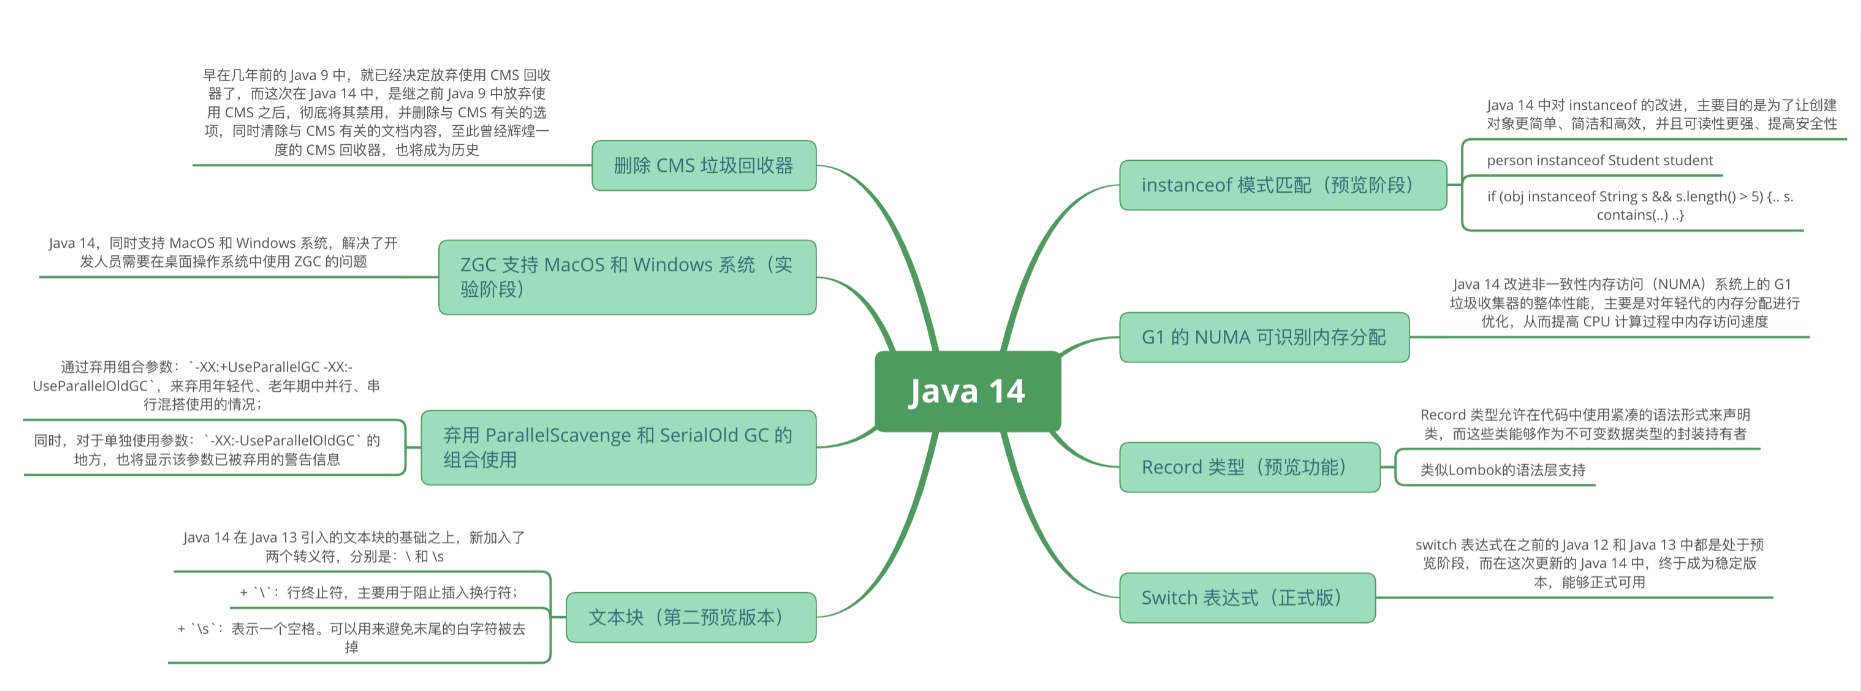 Java 14
instanceof 模式匹配（预览阶段）
Java 14 中对 instanceof 的改进，主要目的是为了让创建
对象更简单、简洁和高效，并且可读性更强、提高安全性
person instanceof Student student
if (obj instanceof String s && s.length() > 5) {.. s.
contains(..) ..}
G1 的 NUMA 可识别内存分配
Java 14 改进非一致性内存访问（NUMA）系统上的 G1
垃圾收集器的整体性能，主要是对年轻代的内存分配进行
优化，从而提高 CPU 计算过程中内存访问速度
Record 类型（预览功能）
Record 类型允许在代码中使用紧凑的语法形式来声明
类，而这些类能够作为不可变数据类型的封装持有者
类似Lombok的语法层支持
Switch 表达式（正式版）
switch 表达式在之前的 Java 12 和 Java 13 中都是处于预
览阶段，而在这次更新的 Java 14 中，终于成为稳定版
本，能够正式可用
删除 CMS 垃圾回收器
早在几年前的 Java 9 中，就已经决定放弃使用 CMS 回收
器了，而这次在 Java 14 中，是继之前 Java 9 中放弃使
用 CMS 之后，彻底将其禁用，并删除与 CMS 有关的选
项，同时清除与 CMS 有关的文档内容，至此曾经辉煌一
度的 CMS 回收器，也将成为历史
ZGC 支持 MacOS 和 Windows 系统（实
验阶段）
Java 14，同时支持 MacOS 和 Windows 系统，解决了开
发人员需要在桌面操作系统中使用 ZGC 的问题
弃用 ParallelScavenge 和 SerialOld GC 的
组合使用
通过弃用组合参数：`-XX:+UseParallelGC -XX:-
UseParallelOldGC`，来弃用年轻代、老年期中并行、串
行混搭使用的情况；
同时，对于单独使用参数：`-XX:-UseParallelOldGC` 的
地方，也将显示该参数已被弃用的警告信息
文本块（第二预览版本）
Java 14 在 Java 13 引入的文本块的基础之上，新加入了
两个转义符，分别是：\ 和 \s
+ `\`：行终止符，主要用于阻止插入换行符；
+ `\s`：表示一个空格。可以用来避免末尾的白字符被去
掉